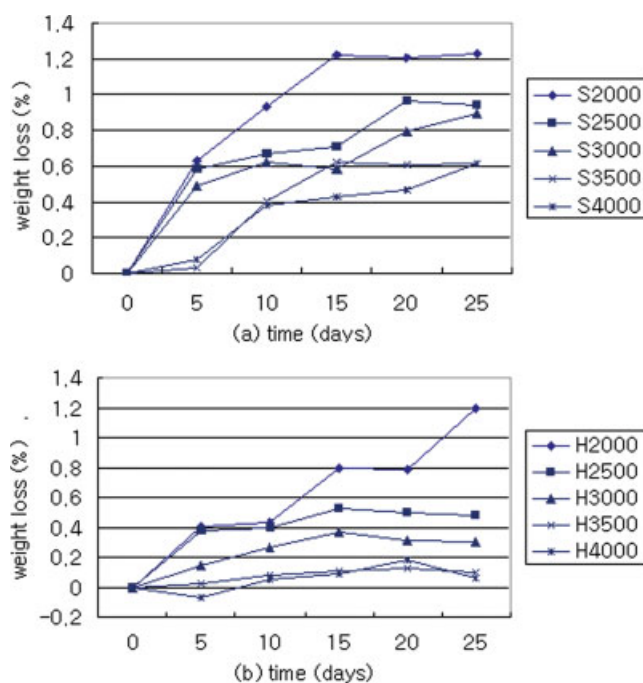 weight loss (%)
1.4
1.2
1
0.8
0.6
0.4
0.2
0
0 5 10 15 20 25
(a) time (days)
S2000
S2500
S3000
S3500
S4000
weight loss (%)
1.4
1.2
1
0.8
0.6
0.4
0.2
0
-0.2
0 5 10 15 20 25
(b) time (days)
H2000
H2500
H3000
H3500
H4000